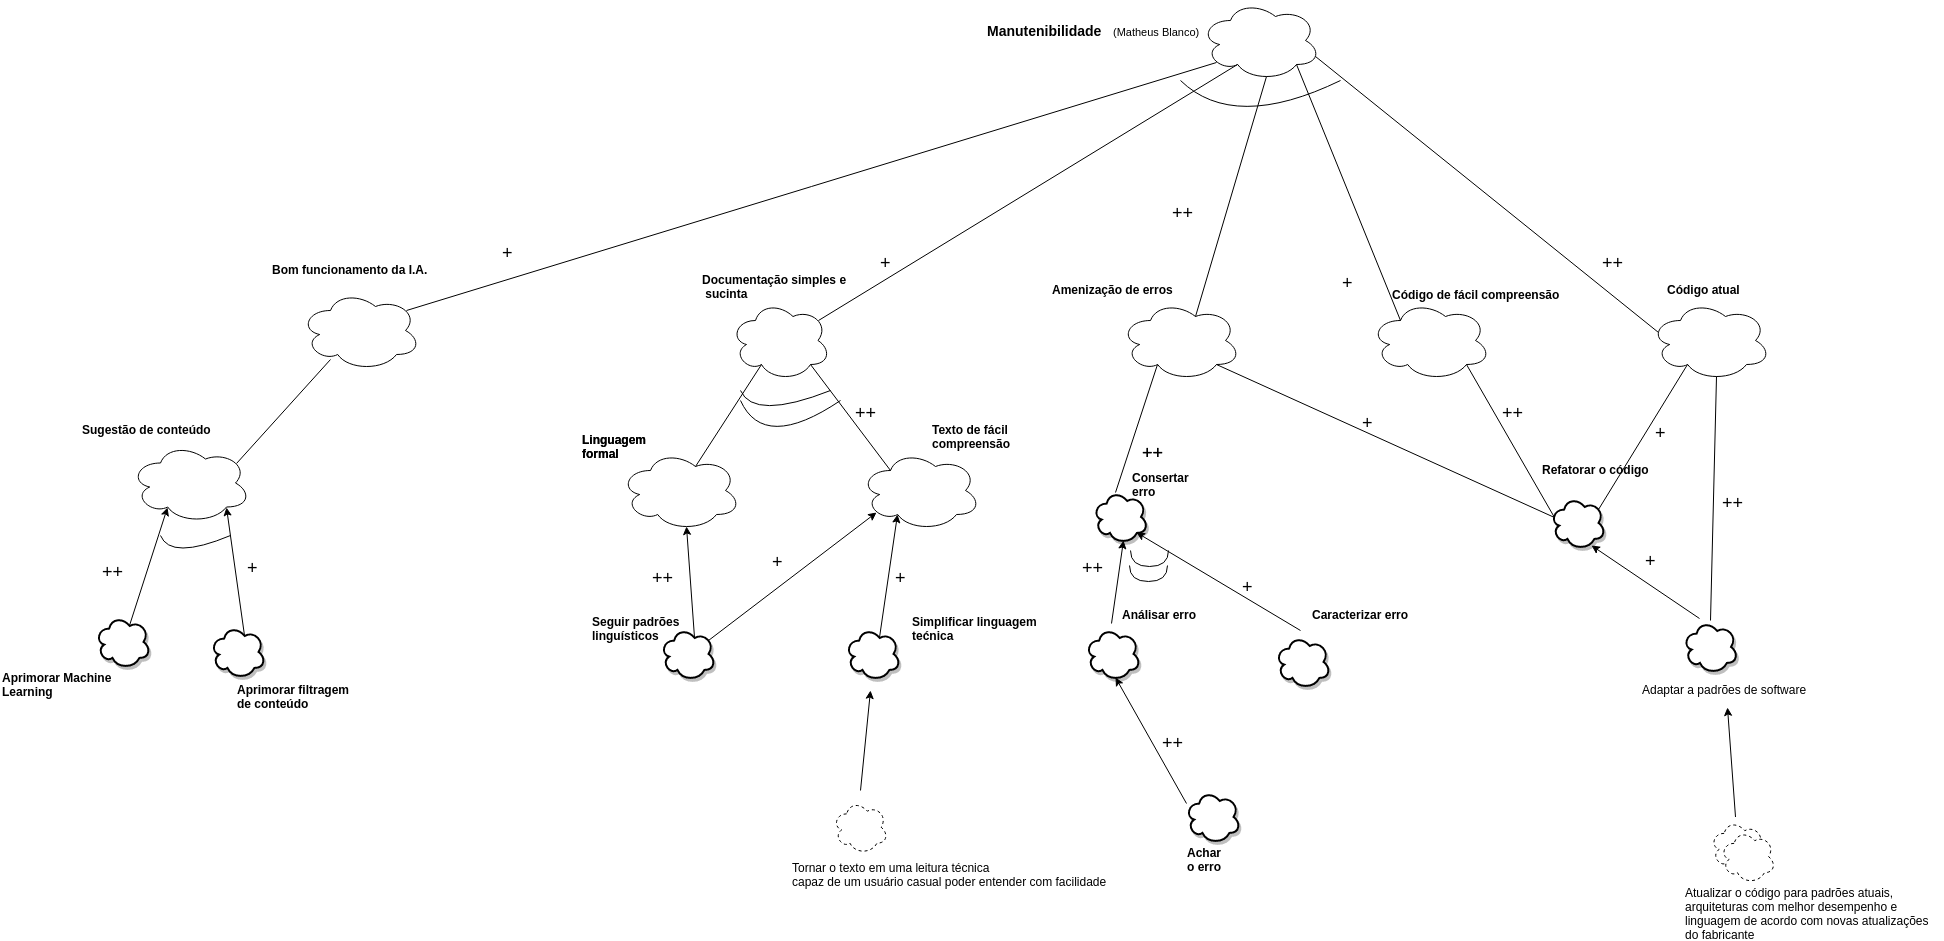 Manutenibilidade (Matheus Blanco)
++
+
+
++
+
Bom funcionamento da I.A.
Documentação simples e
sucinta
Amenização de erros
Código de fácil compreensão
Código atual
+
++
++
+
+
Sugestão de conteúdo
Linguagem
formal
Texto de fácil
compreensão
++
Consertar
erro
Refatorar o código
++
++
+
++
+
+
++
+
+
Seguir padrões
linguísticos
Simplificar linguagem
tećnica
Análisar erro
Caracterizar erro
Aprimorar Machine
Learning
Aprimorar filtragem
de conteúdo
Adaptar a padrões de software
++
Achar
o erro
Tornar o texto em uma leitura técnica
capaz de um usuário casual poder entender com facilidade
Atualizar o código para padrões atuais,
arquiteturas com melhor desempenho e
linguagem de acordo com novas atualizações
do fabricante